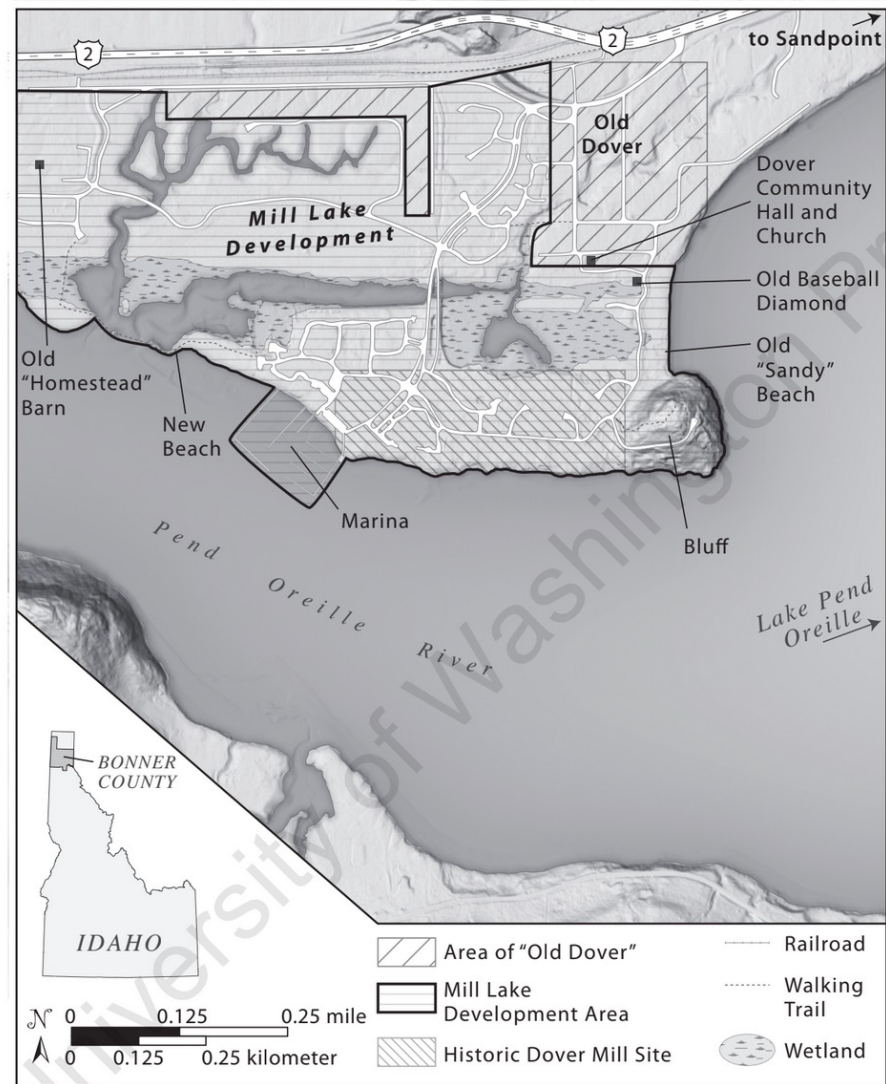 2
2
to Sandpoint
Old
Dover
Dover
Community
Hall and
Church
Mill Lake
Development
Old Baseball
Diamond
Old
"Homestead"
Barn
Old
"Sandy"
Beach
New
Beach
Marina
Bluff
Pend Oreille River
Lake Pend
Oreille
BONNER
COUNTY
IDAHO
N
0 0.125 0.25 mile
0 0.125 0.25 kilometer
Area of "Old Dover"
Mill Lake
Development Area
Historic Dover Mill Site
Railroad
Walking
Trail
Wetland
University of Washington Pr